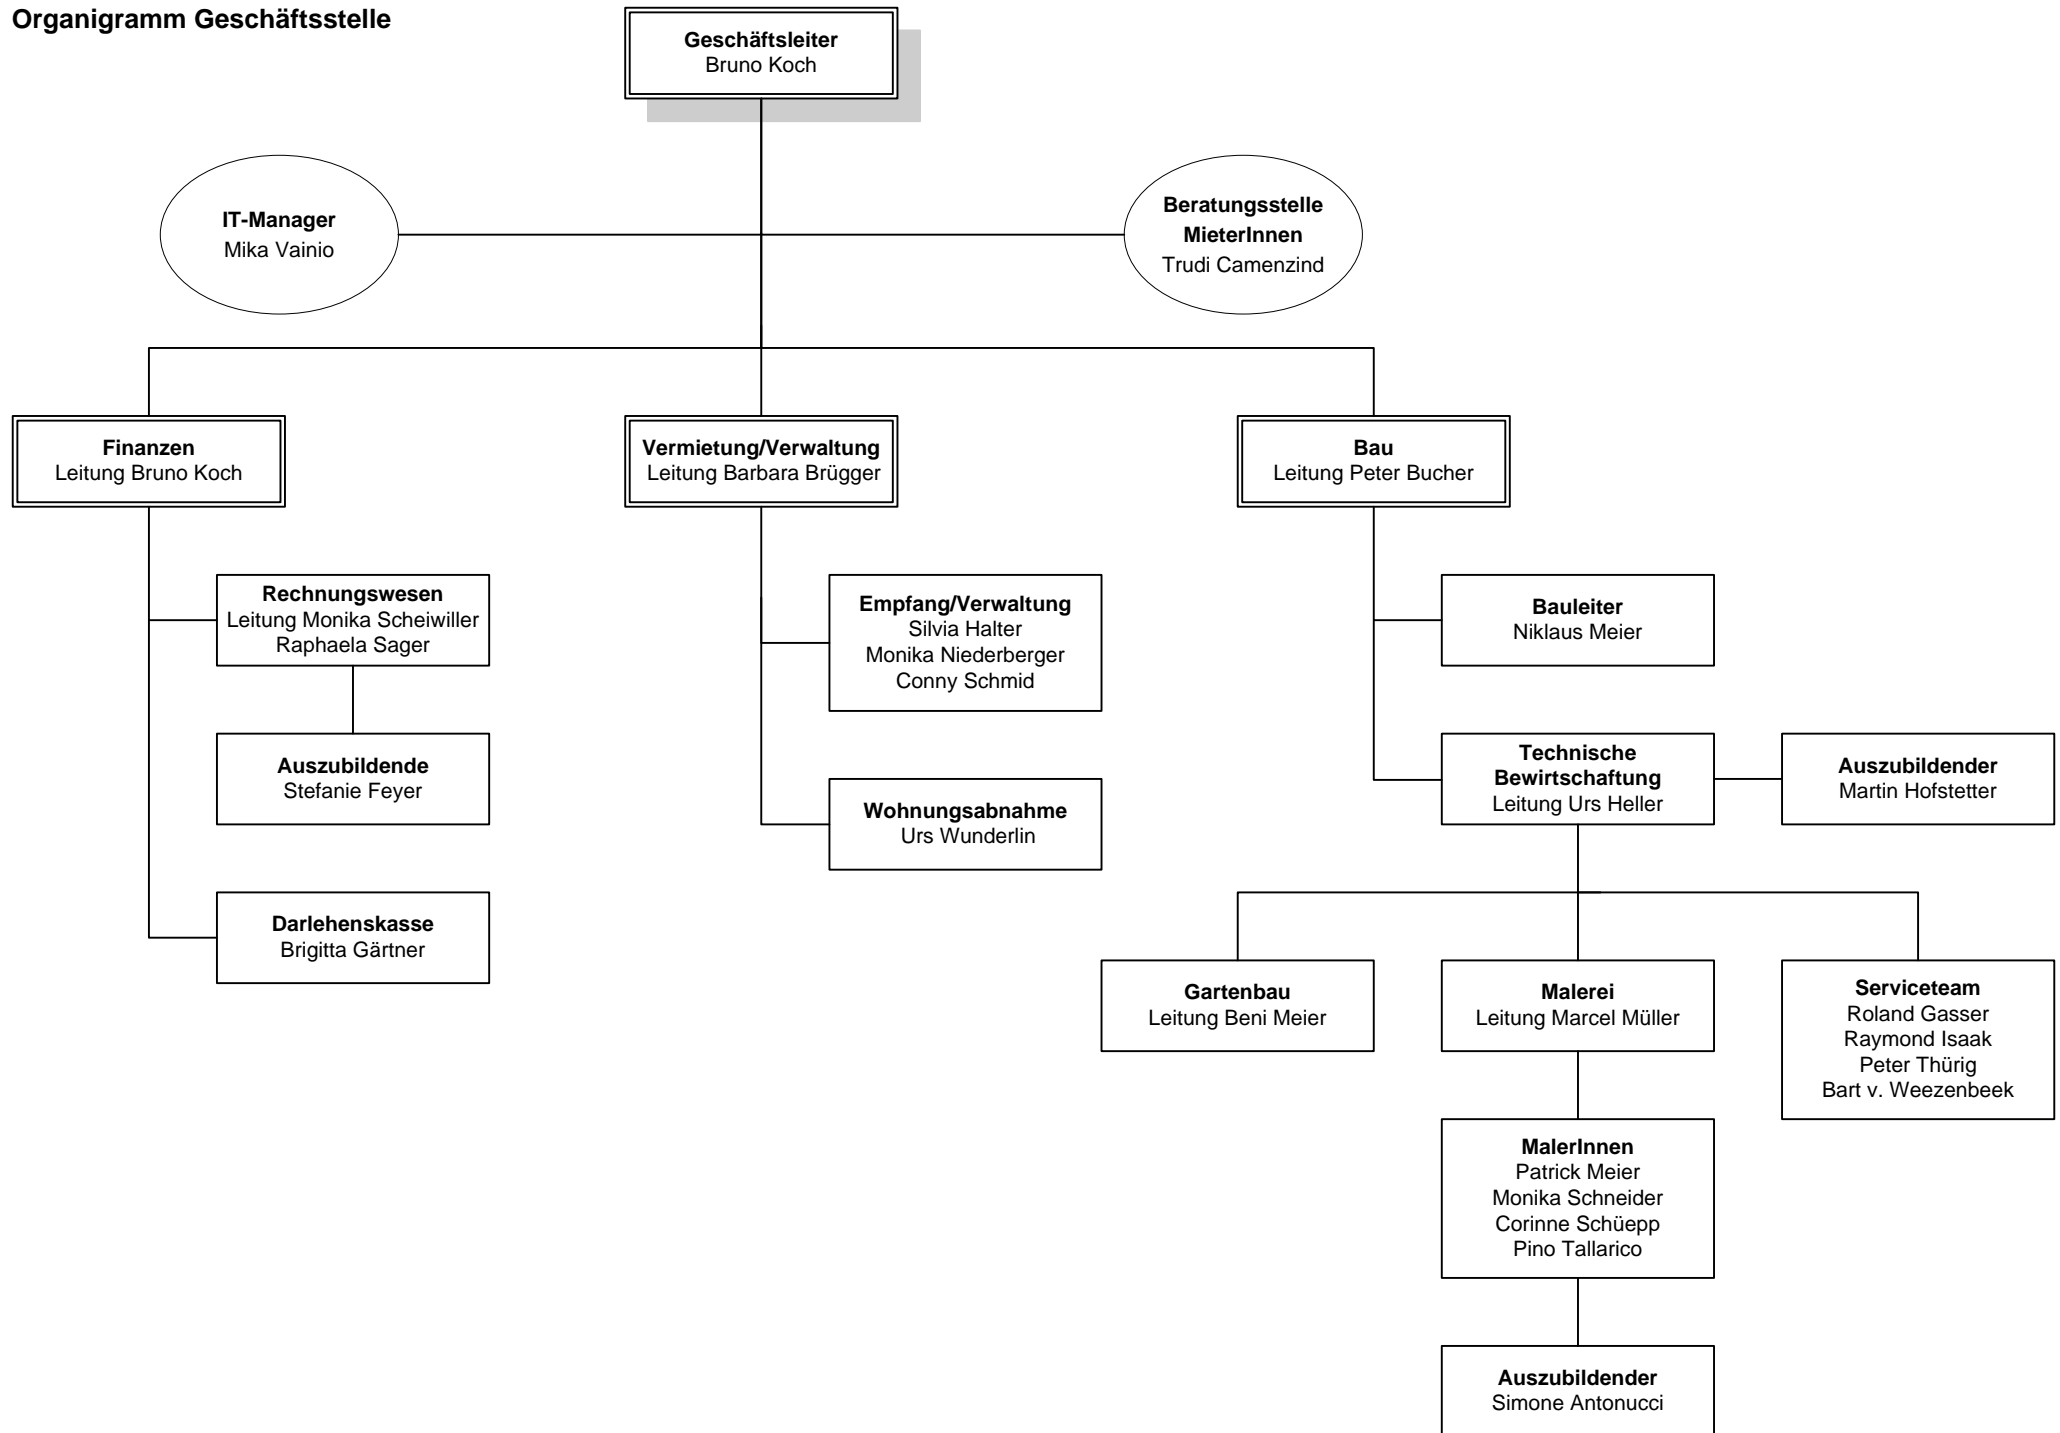 Organigramm Geschäftsstelle
Geschäftsleiter
Bruno Koch
IT-Manager
Mika Vainio
Beratungsstelle
MieterInnen
Trudi Camenzind
Finanzen
Leitung Bruno Koch
Vermietung/Verwaltung
Leitung Barbara Brügger
Bau
Leitung Peter Bucher
Rechnungswesen
Leitung Monika Scheiwiller
Raphaela Sager
Auszubildende
Stefanie Feyer
Darlehenskasse
Brigitta Gärtner
Empfang/Verwaltung
Silvia Halter
Monika Niederberger
Conny Schmid
Wohnungsabnahme
Urs Wunderlin
Bauleiter
Niklaus Meier
Technische
Bewirtschaftung
Leitung Urs Heller
Auszubildender
Martin Hofstetter
Gartenbau
Leitung Beni Meier
Malerei
Leitung Marcel Müller
Serviceteam
Roland Gasser
Raymond Isaak
Peter Thürig
Bart v. Weezenbeek
MalerInnen
Patrick Meier
Monika Schneider
Corinne Schüepp
Pino Tallarico
Auszubildender
Simone Antonucci